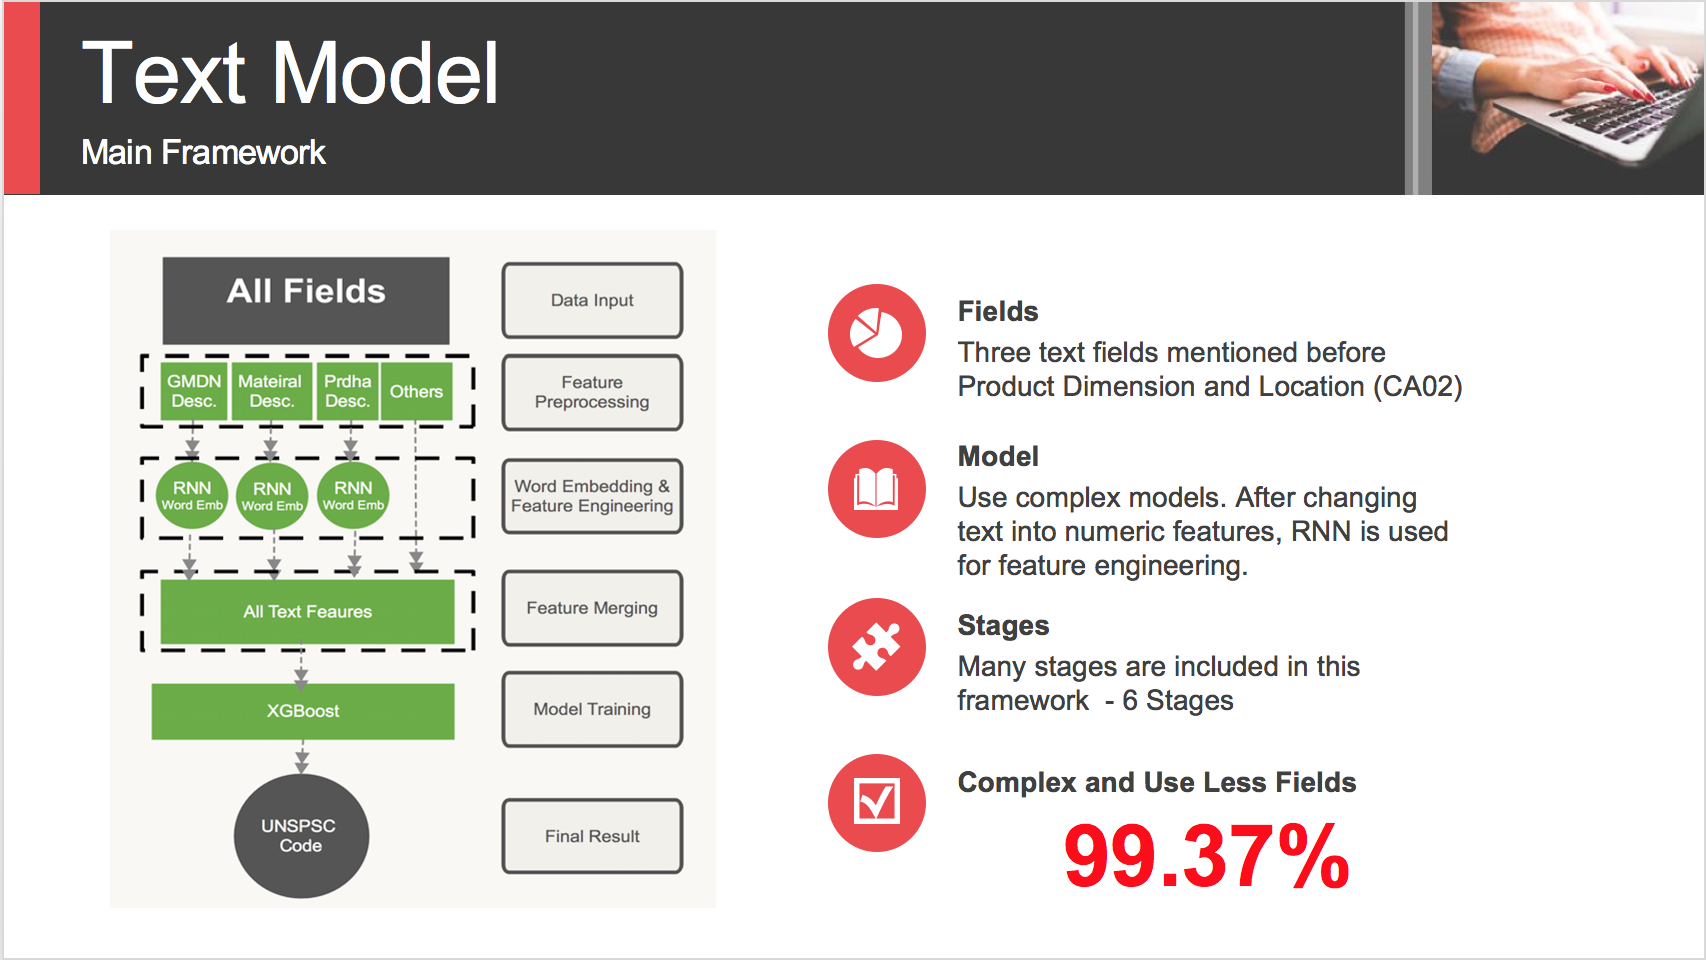 Text Model
Main Framework
All Fields
Data Input
GMDN
Desc.
Mateiral
Desc.
Prdha
Desc.
Others
Feature
Preprocessing
RNN
Word Emb
RNN
Word Emb
RNN
Word Emb
Word Embedding &
Feature Engineering
All Text Feaures
Feature Merging
XGBoost
Model Training
UNSPSC
Code
Final Result
Fields
Three text fields mentioned before
Product Dimension and Location (CA02)
Model
Use complex models. After changing
text into numeric features, RNN is used
for feature engineering.
Stages
Many stages are included in this
framework  - 6 Stages
Complex and Use Less Fields
99.37%